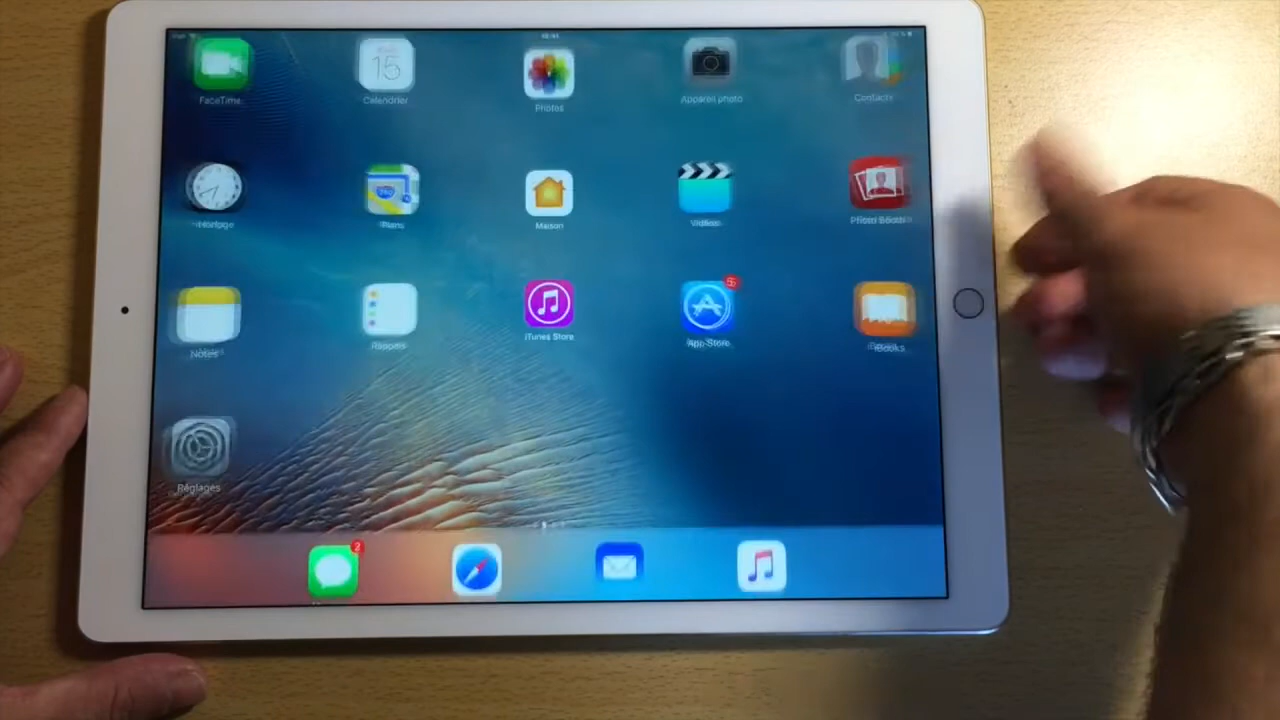 FaceTime
Calendrier
15
Photos
Appareil photo
Contacts
Horloge
Plans
Maison
Vidéos
Photo Booth
Notes
Rappels
iTunes Store
App Store
iBooks
Réglages
2